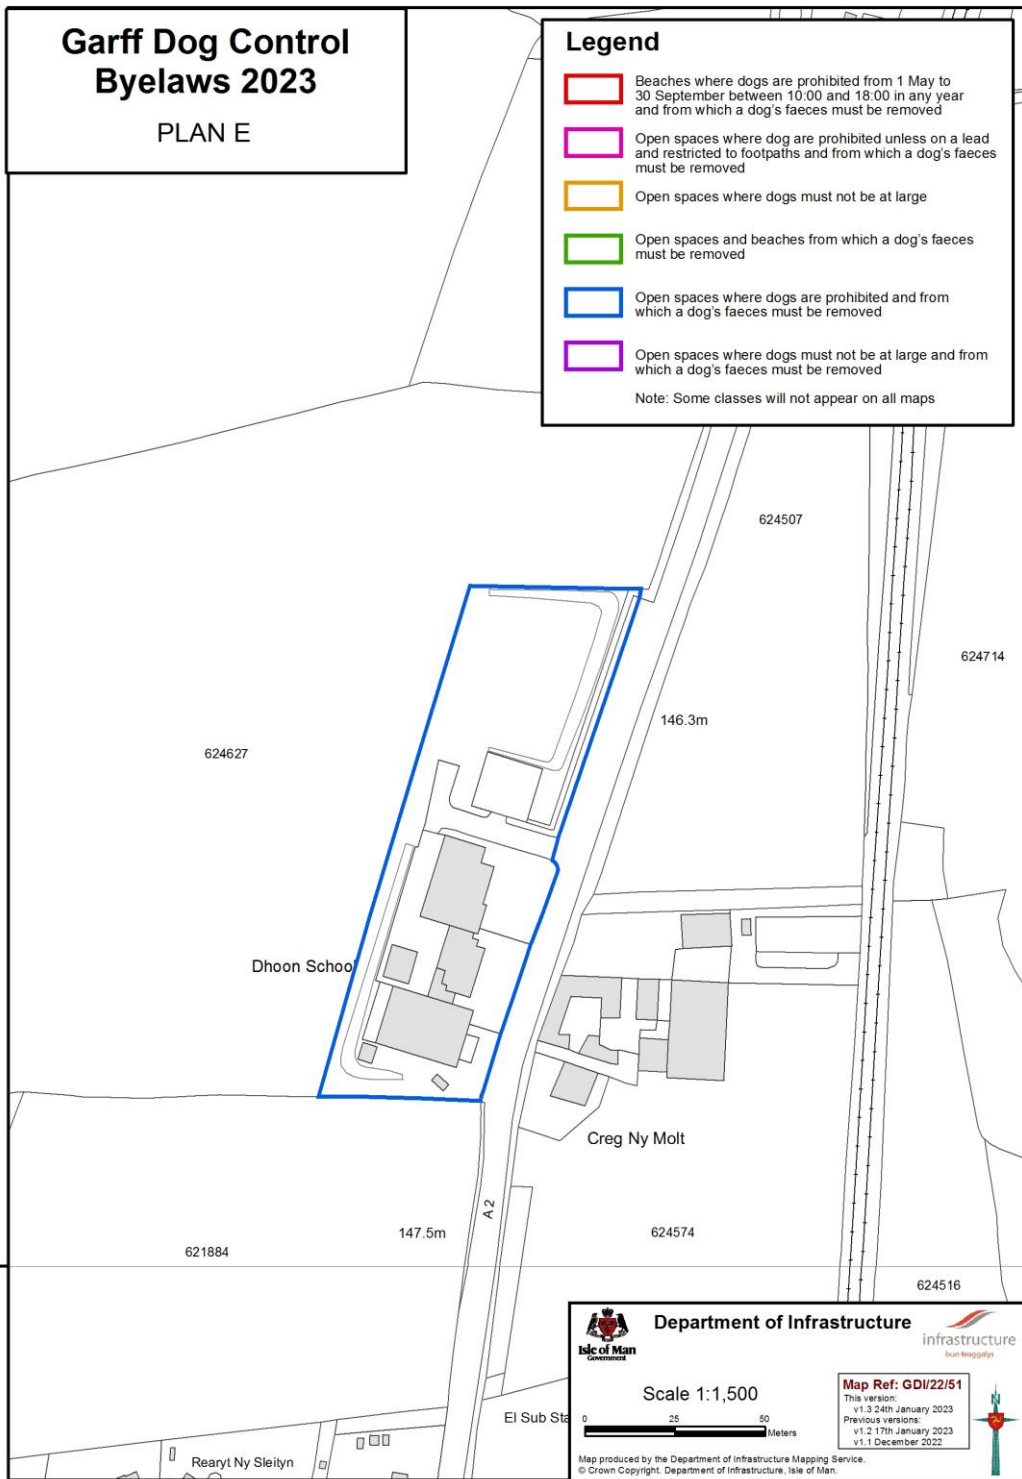 Garff Dog Control
Byelaws 2023
PLAN E
Legend
Beaches where dogs are prohibited from 1 May to
30 September between 10:00 and 18:00 in any year
and from which a dog's faeces must be removed
Open spaces where dog are prohibited unless on a lead
and restricted to footpaths and from which a dog's faeces
must be removed
Open spaces where dogs must not be at large
Open spaces and beaches from which a dog's faeces
must be removed
Open spaces where dogs are prohibited and from
which a dog's faeces must be removed
Open spaces where dogs must not be at large and from
which a dog's faeces must be removed
Note: Some classes will not appear on all maps
624507
624714
146.3m
624627
Dhoon School
Creg Ny Molt
A 2
147.5m
624574
621884
624516
El Sub Sta
Rearyt Ny Sleityn
Isle of Man
Government
Department of Infrastructure
infrastructure
bun-troggalys
Scale 1:1,500
0 25 50
Meters
Map Ref: GDI/22/51
This version:
v1.3 24th January 2023
Previous versions:
v1.2 17th January 2023
v1.1 December 2022
N
Map produced by the Department of Infrastructure Mapping Service.
© Crown Copyright. Department of Infrastructure, Isle of Man.